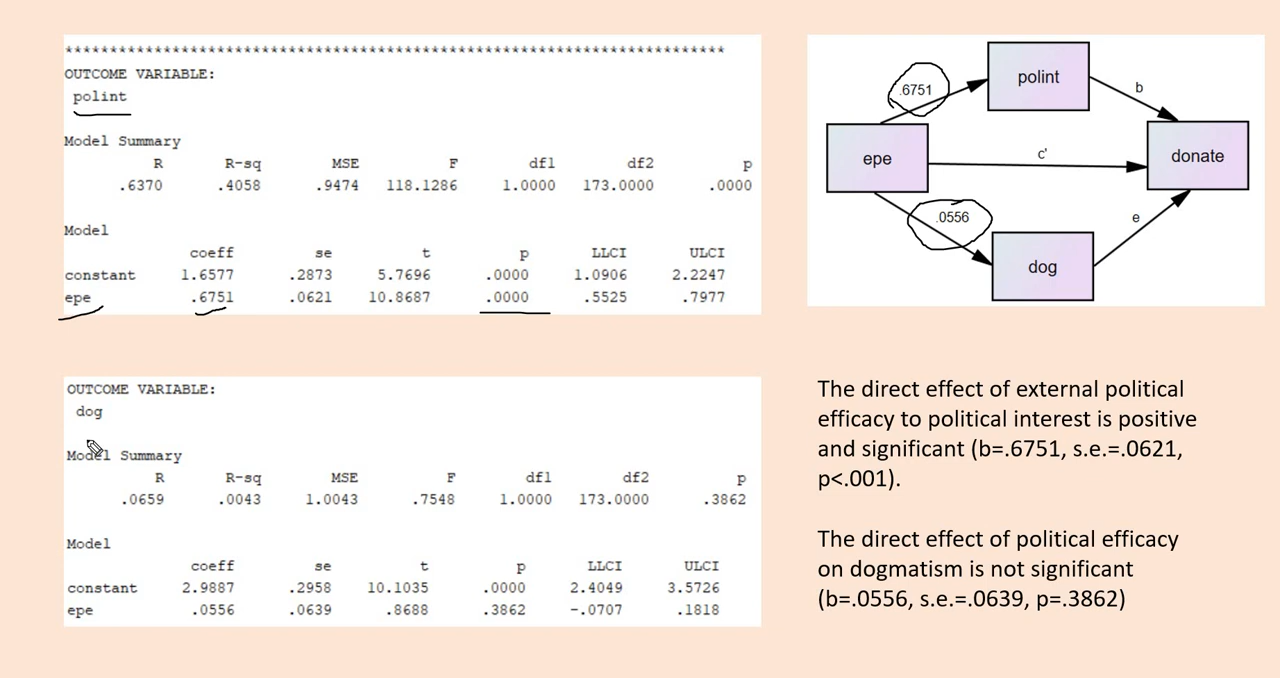 ********************************************************************************
OUTCOME VARIABLE:
polint
Model Summary
R R-sq MSE F df1 df2 p
.6370 .4058 .9474 118.1286 1.0000 173.0000 .0000
Model
coeff se t p LLCI ULCI
constant 1.6577 .2873 5.7696 .0000 1.0906 2.2247
epe .6751 .0621 10.8687 .0000 .5525 .7977
.6751
polint
b
epe
c'
donate
.0556
e
dog
OUTCOME VARIABLE:
dog
Model Summary
R R-sq MSE F df1 df2 p
.0659 .0043 1.0043 .7548 1.0000 173.0000 .3862
Model
coeff se t p LLCI ULCI
constant 2.9887 .2958 10.1035 .0000 2.4049 3.5726
epe .0556 .0639 .8688 .3862 -.0707 .1818
The direct effect of external political
efficacy to political interest is positive
and significant (b=.6751, s.e.=.0621,
p<.001).
The direct effect of political efficacy
on dogmatism is not significant
(b=.0556, s.e.=.0639, p=.3862)